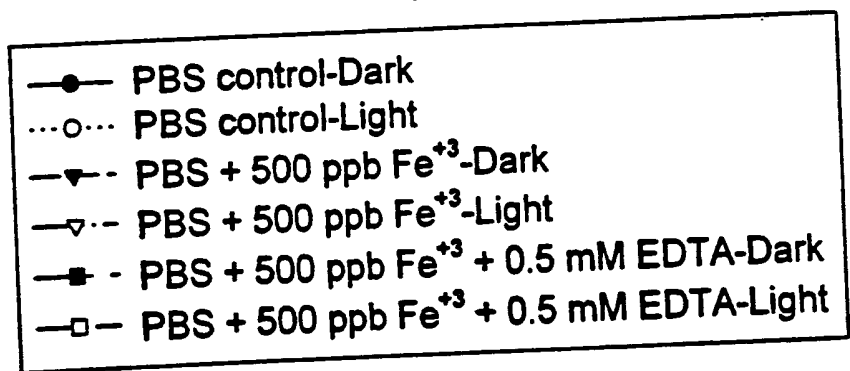 PBS control-Dark
PBS control-Light
PBS + 500 ppb Fe⁺³-Dark
PBS + 500 ppb Fe⁺³-Light
PBS + 500 ppb Fe⁺³ + 0.5 mM EDTA-Dark
PBS + 500 ppb Fe⁺³ + 0.5 mM EDTA-Light